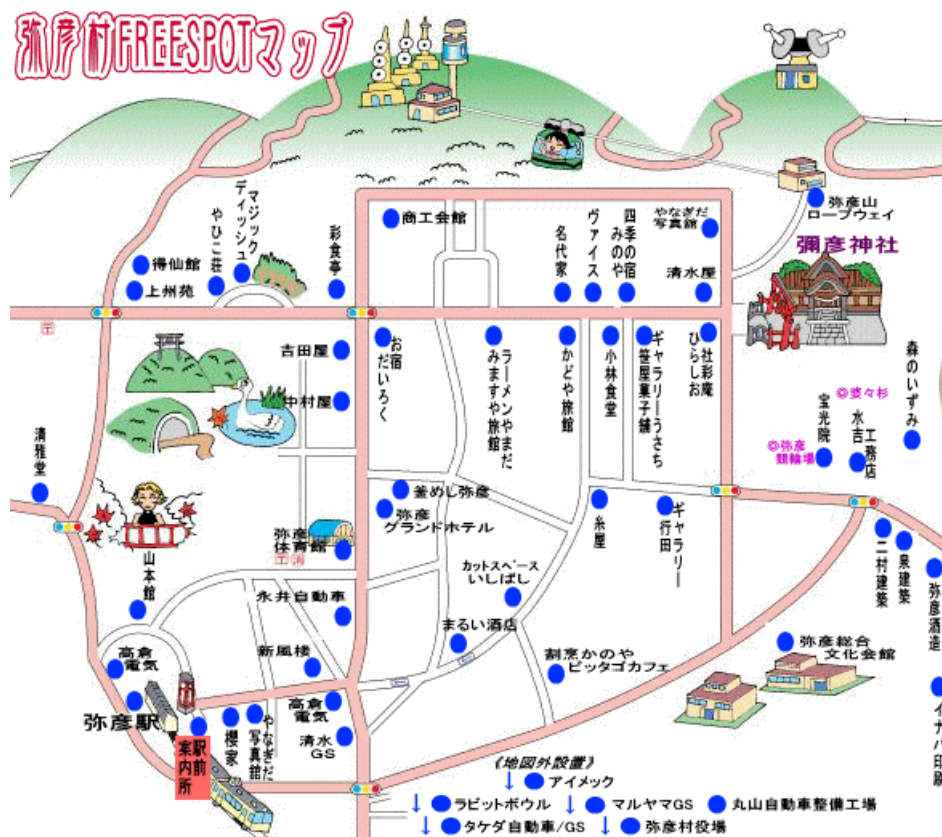 弥彦村FREESPOTマップ
弥彦山
ロープウェイ
彌彦神社
商工会館
やなぎだ
写真館
四季の宿
みのや
ヴァイス
名代家
清水屋
マジック
ディッシュ
やひこ荘
彩食亭
得仙館
上州苑
吉田屋
中村屋
お宿
だいろく
ラーメンやまだ
みますや旅館
かどや旅館
小林食堂
ギャラリーうさち
笹屋菓子舗
社彩庵
ひらしお
森のいずみ
◎婆々杉
宝光院
水吉
工務店
◎弥彦
競輪場
清雅堂
釜めし弥彦
弥彦
グランドホテル
弥彦
体育館
糸屋
ギャラリー
行田
二村建築
泉建築
弥彦酒造
山本館
永井自動車
カットスペース
いしばし
まるい酒店
新風楼
高倉
電気
弥彦駅
駅前
案内所
櫻家
やなぎだ
写真館
高倉
電気
清水
GS
割烹かのや
ピッタゴカフェ
弥彦総合
文化会館
イナバ印刷
《地図外設置》
↓ アイメック
↓ ラビットボウル ↓ マルヤマGS 丸山自動車整備工場
↓ タケダ自動車/GS ↓ 弥彦村役場